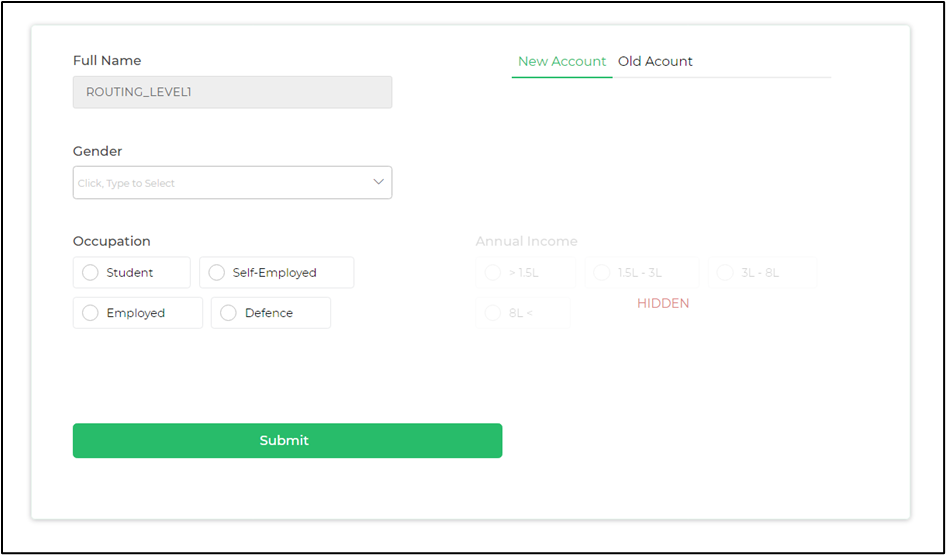 Full Name
New Account Old Acount
ROUTING_LEVEL1
Gender
Click, Type to Select
Occupation
Annual Income
Student Self-Employed
> 1.5L 1.5L - 3L 3L - 8L
HIDDEN
Employed Defence
8L <
Submit